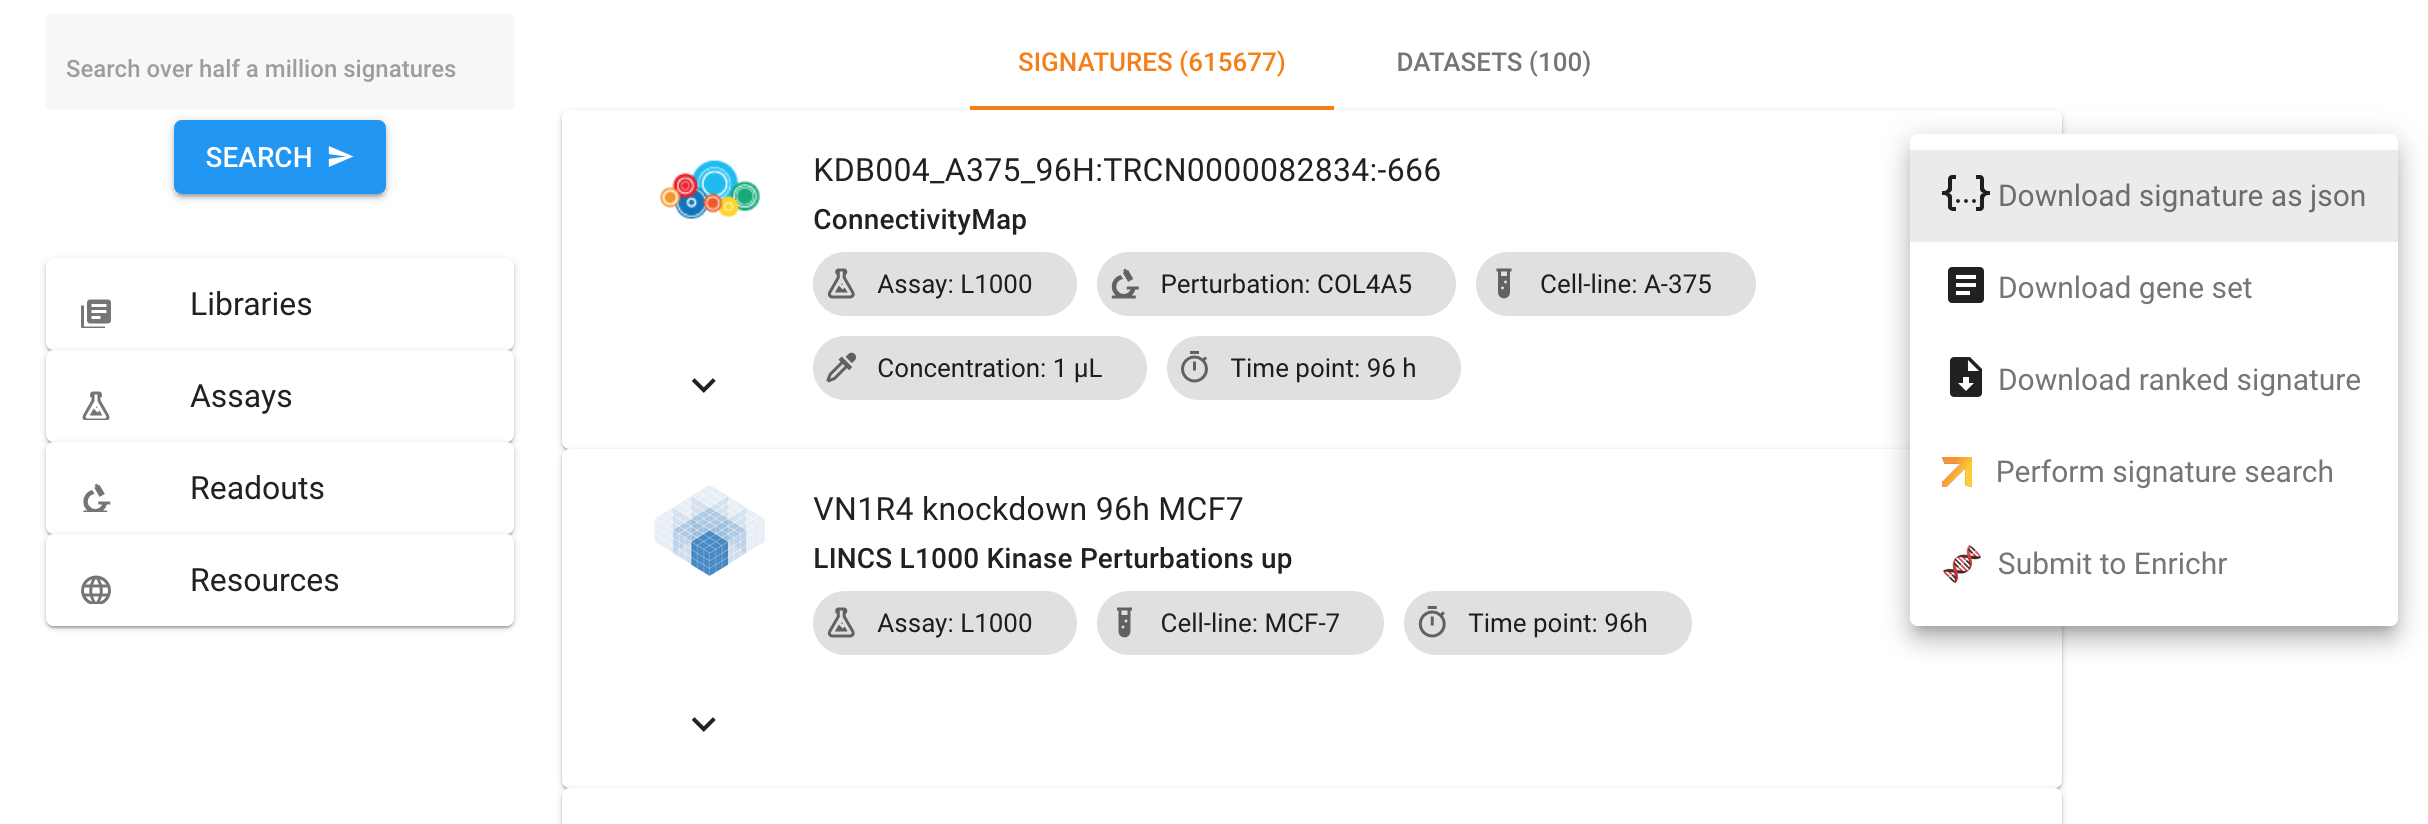 Search over half a million signatures
SEARCH
Libraries
Assays
Readouts
Resources
SIGNATURES (615677)
DATASETS (100)
KDB004_A375_96H:TRCN0000082834:-666
ConnectivityMap
Assay: L1000
Perturbation: COL4A5
Cell-line: A-375
Concentration: 1 µL
Time point: 96 h
VN1R4 knockdown 96h MCF7
LINCS L1000 Kinase Perturbations up
Assay: L1000
Cell-line: MCF-7
Time point: 96h
{...} Download signature as json
Download gene set
Download ranked signature
Perform signature search
Submit to Enrichr